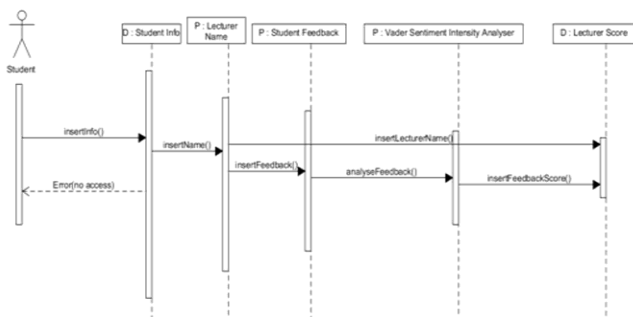 D : Student Info
P : Lecturer
Name
P : Student Feedback
P : Vader Sentiment Intensity Analyser
D : Lecturer Score
Student
insertInfo()
insertName()
insertLecturerName()
insertFeedback()
analyseFeedback()
insertFeedbackScore()
Error(no access)